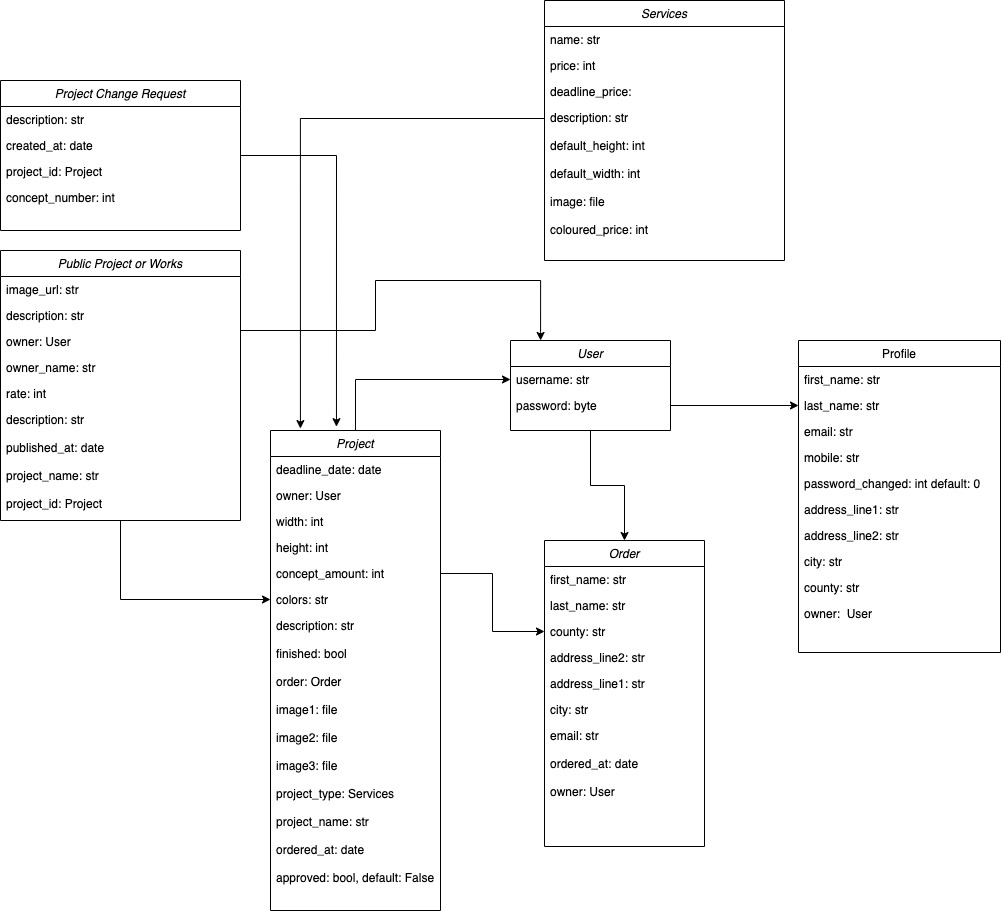 Services
name: str
price: int
deadline_price:
description: str
default_height: int
default_width: int
image: file
coloured_price: int
Project Change Request
description: str
created_at: date
project_id: Project
concept_number: int
Public Project or Works
image_url: str
description: str
owner: User
owner_name: str
rate: int
description: str
published_at: date
project_name: str
project_id: Project
User
username: str
password: byte
Profile
first_name: str
last_name: str
email: str
mobile: str
password_changed: int default: 0
address_line1: str
address_line2: str
city: str
county: str
owner:  User
Project
deadline_date: date
owner: User
width: int
height: int
concept_amount: int
colors: str
description: str
finished: bool
order: Order
image1: file
image2: file
image3: file
project_type: Services
project_name: str
ordered_at: date
approved: bool, default: False
Order
first_name: str
last_name: str
county: str
address_line2: str
address_line1: str
city: str
email: str
ordered_at: date
owner: User